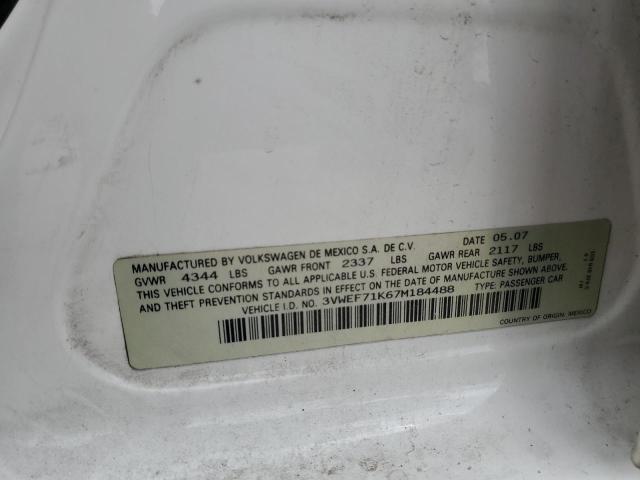 MANUFACTURED BY VOLKSWAGEN DE MEXICO S.A. DE C.V. DATE 05.07
GVWR 4344 LBS GAWR FRONT 2337 LBS GAWR REAR 2117 LBS
THIS VEHICLE CONFORMS TO ALL APPLICABLE U.S. FEDERAL MOTOR VEHICLE SAFETY, BUMPER,
AND THEFT PREVENTION STANDARDS IN EFFECT ON THE DATE OF MANUFACTURE SHOWN ABOVE.
VEHICLE I.D. NO. 3VWEF71K67M184488 TYPE: PASSENGER CAR
COUNTRY OF ORIGIN: MEXICO